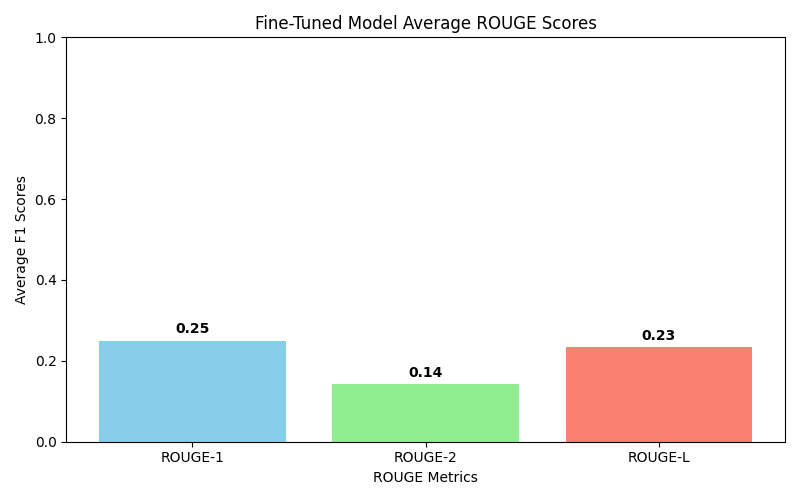 Fine-Tuned Model Average ROUGE Scores
1.0
0.8
0.6
0.4
0.2
0.0
Average F1 Scores
0.25
0.14
0.23
ROUGE-1
ROUGE-2
ROUGE-L
ROUGE Metrics